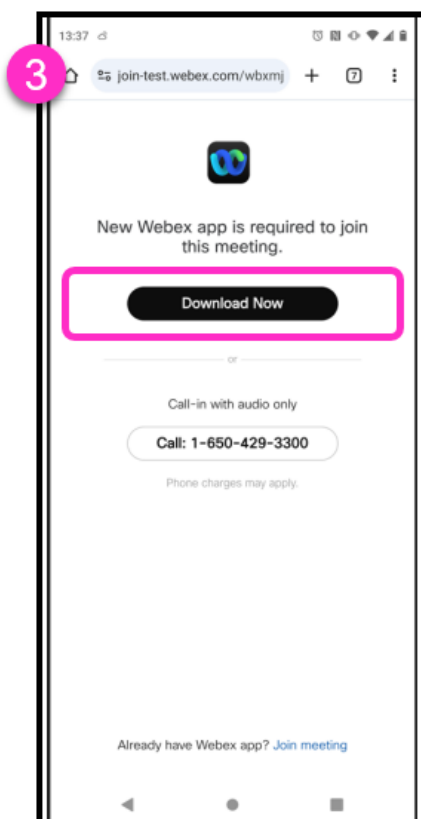 13:37
3
join-test.webex.com/wbxmj
7
New Webex app is required to join
this meeting.
Download Now
or
Call-in with audio only
Call: 1-650-429-3300
Phone charges may apply.
Already have Webex app? Join meeting